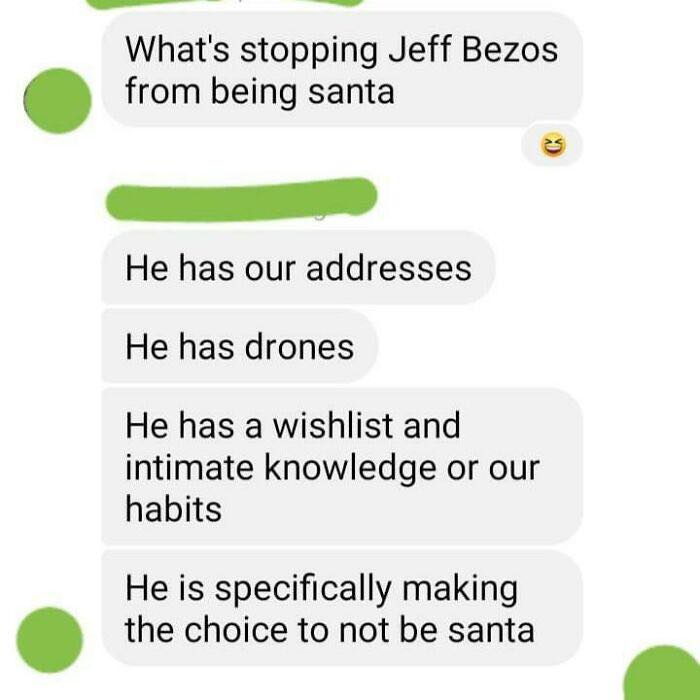 What's stopping Jeff Bezos
from being santa
He has our addresses
He has drones
He has a wishlist and
intimate knowledge or our
habits
He is specifically making
the choice to not be santa